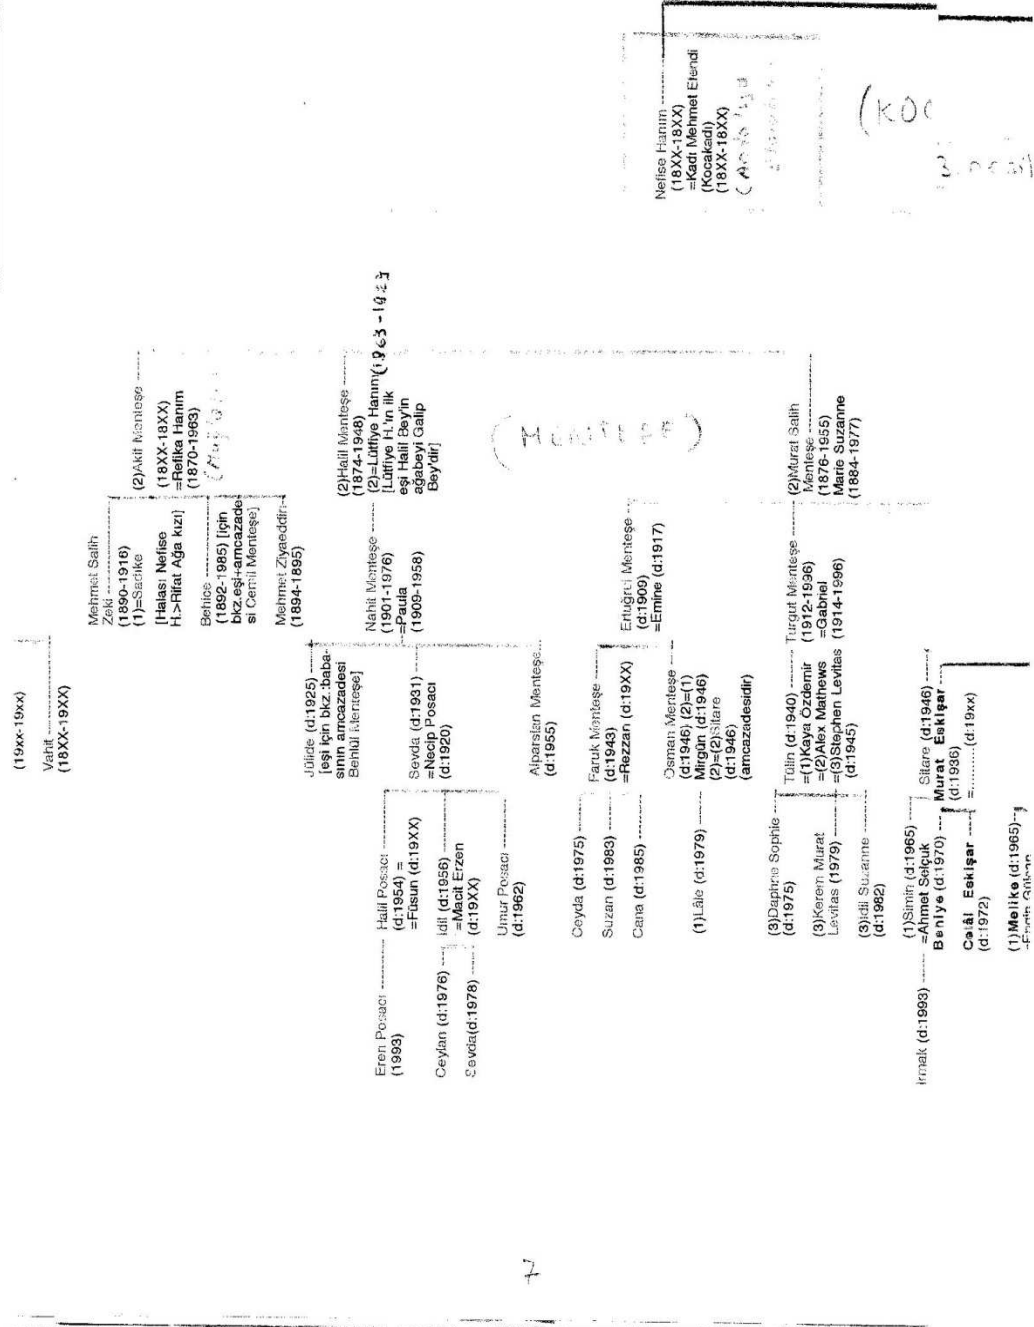 (19xx-19xx)
Vahit
(18XX-19XX)
Mehmet Salih
Zeki
(1890-1916)
(1)=Sadıke
[Halası Nefise
H.>Rifat Ağa kızı]
Behice
(1892-1985) [için
bkz.eşi+amcazade-
si Cemil Menteşe]
Mehmet Ziyaeddin
(1894-1895)
(2)Akif Menteşe
(18XX-18XX)
=Refika Hanım
(1870-1963)
Jülide (d:1925)
[eşi için bkz.:baba-
sının amcazadesi
Behlül Menteşe]
Sevda (d:1931)
=Necip Posacı
(d:1920)
Alparslan Menteşe
(d:1955)
Nahit Menteşe
(1901-1976)
=Paula
(1909-1958)
(2)Halil Menteşe
(1874-1948)
(2)=Lütfiye Hanım (1863-1923
[Lütfiye H.'ın ilk
eşi Halil Bey'in
ağabeyi Galip
Bey'dir]
Eren Posacı
(1993)
Ceylan (d:1976)
Sevda(d:1978)
Halil Posacı
(d:1954) =
=Füsun (d:19XX)
İdil (d:1956)
=Macit Erzen
(d:19XX)
Umur Posacı
(d:1962)
Ceyda (d:1975)
Suzan (d:1983)
Cana (d:1985)
(1)Lâle (d:1979)
Faruk Menteşe
(d:1943)
=Rezzan (d:19XX)
Osman Menteşe
(d:1946) (2)=(1)
Mirgün (d:1946)
(2)=(2)Sitare
(d:1946)
(amcazadesidir)
Ertuğrul Menteşe
(d:1909)
=Emine (d:1917)
(MENTEŞE)
(3)Daphne Sophie
(d:1975)
(3)Kerem Murat
Levitas (1979)
(3)İdil Suzanne
(d:1982)
Tülin (d:1940)
=(1)Kaya Özdemir
=(2)Alex Mathews
=(3)Stephen Levitas
(d:1945)
Turgut Menteşe
(1912-1996)
=Gabriel
(1914-1996)
(2)Murat Salih
Menteşe
(1876-1955)
Marie Suzanne
(1884-1977)
Irmak (d:1993)
(1)Simin (d:1965)
=Ahmet Selçuk
Beniye (d:1970)
Celâl Eskişar
(d:1972)
(1)Melike (d:1965)
Sitare (d:1946)
Murat Eskişar
(d:1936)
=..........(d:19xx)
Nefise Hanım
(18XX-18XX)
=Kadı Mehmet Efendi
(Kocakadı)
(18XX-18XX)
(KOC
7